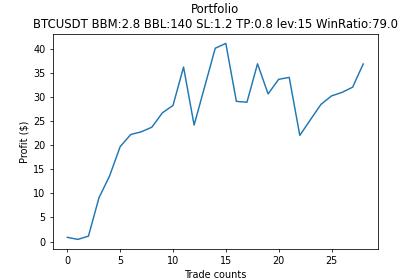 Portfolio
BTCUSDT BBM:2.8 BBL:140 SL:1.2 TP:0.8 lev:15 WinRatio:79.0
40
35
30
25
20
15
10
5
0
Profit ($)
0 5 10 15 20 25
Trade counts